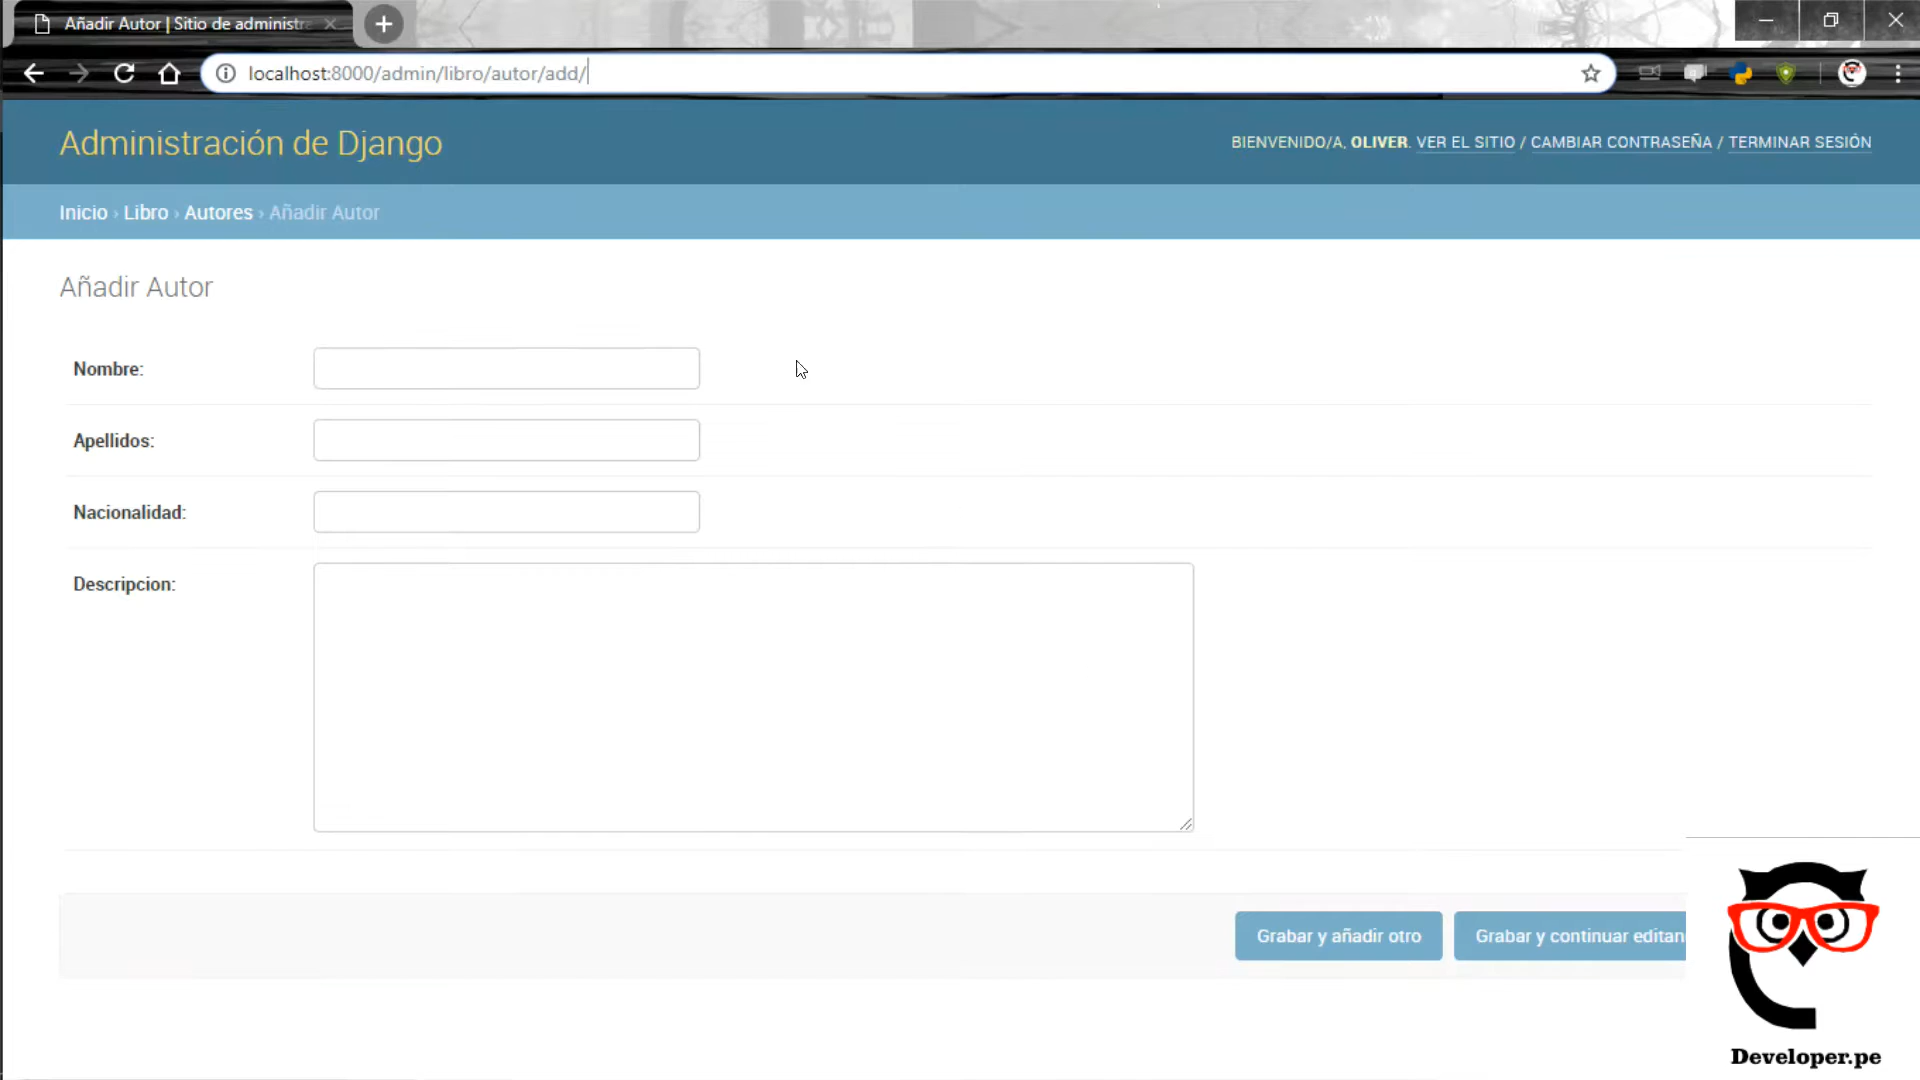 Añadir Autor | Sitio de administr
localhost:8000/admin/libro/autor/add/
Administración de Django
BIENVENIDO/A, OLIVER. VER EL SITIO / CAMBIAR CONTRASEÑA / TERMINAR SESIÓN
Inicio › Libro › Autores › Añadir Autor
Añadir Autor
Nombre:
Apellidos:
Nacionalidad:
Descripcion:
Grabar y añadir otro
Grabar y continuar editan
Developer.pe